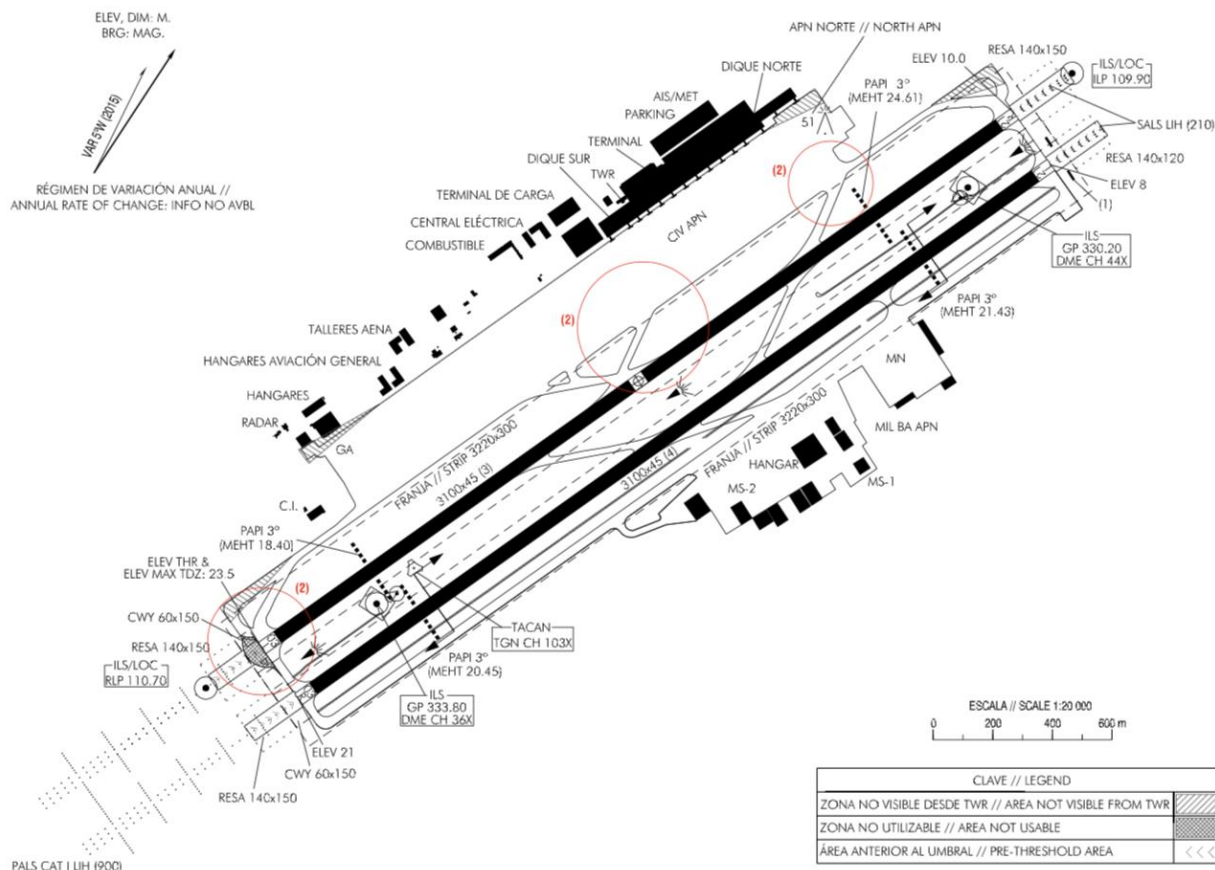 ELEV, DIM: M.
BRG: MAG.
VAR 5°W (2015)
RÉGIMEN DE VARIACIÓN ANUAL //
ANNUAL RATE OF CHANGE: INFO NO AVBL
APN NORTE // NORTH APN
DIQUE NORTE
AIS/MET
PARKING
TERMINAL
DIQUE SUR
TWR
TERMINAL DE CARGA
CENTRAL ELÉCTRICA
COMBUSTIBLE
CIV APN
51
(2)
PAPI 3°
(MEHT 24.61)
ELEV 10.0
RESA 140x150
ILS/LOC
ILP 109.90
SALS LIH (210)
RESA 140x120
ELEV 8
(1)
ILS
GP 330.20
DME CH 44X
PAPI 3°
(MEHT 21.43)
(2)
TALLERES AENA
HANGARES AVIACIÓN GENERAL
HANGARES
RADAR
GA
C.I.
MN
MIL BA APN
HANGAR
MS-1
MS-2
FRANJA // STRIP 3220x300
3100x45 (3)
FRANJA // STRIP 3220x300
3100x45 (4)
PAPI 3°
(MEHT 18.40)
ELEV THR &
ELEV MAX TDZ: 23.5
(2)
CWY 60x150
RESA 140x150
ILS/LOC
RLP 110.70
TACAN
TGN CH 103X
PAPI 3°
(MEHT 20.45)
ILS
GP 333.80
DME CH 36X
ELEV 21
CWY 60x150
RESA 140x150
PALS CAT I LIH (900)
ESCALA // SCALE 1:20 000
0 200 400 600 m
CLAVE // LEGEND
ZONA NO VISIBLE DESDE TWR // AREA NOT VISIBLE FROM TWR
ZONA NO UTILIZABLE // AREA NOT USABLE
ÁREA ANTERIOR AL UMBRAL // PRE-THRESHOLD AREA